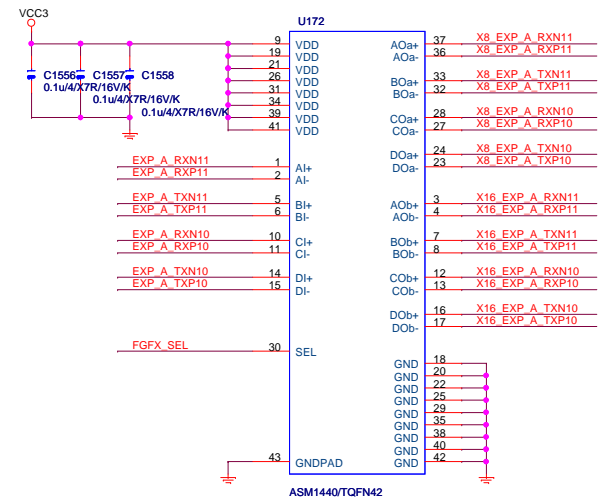 VCC3
U172
C1556
C1557
C1558
0.1u/4/X7R/16V/K
0.1u/4/X7R/16V/K
0.1u/4/X7R/16V/K
9 VDD
19 VDD
21 VDD
26 VDD
31 VDD
34 VDD
39 VDD
41 VDD
EXP_A_RXN11 1 AI+
EXP_A_RXP11 2 AI-
EXP_A_TXN11 5 BI+
EXP_A_TXP11 6 BI-
EXP_A_RXN10 10 CI+
EXP_A_RXP10 11 CI-
EXP_A_TXN10 14 DI+
EXP_A_TXP10 15 DI-
FGFX_SEL 30 SEL
43 GNDPAD
AOa+ 37 X8_EXP_A_RXN11
AOa- 36 X8_EXP_A_RXP11
BOa+ 33 X8_EXP_A_TXN11
BOa- 32 X8_EXP_A_TXP11
COa+ 28 X8_EXP_A_RXN10
COa- 27 X8_EXP_A_RXP10
DOa+ 24 X8_EXP_A_TXN10
DOa- 23 X8_EXP_A_TXP10
AOb+ 3 X16_EXP_A_RXN11
AOb- 4 X16_EXP_A_RXP11
BOb+ 7 X16_EXP_A_TXN11
BOb- 8 X16_EXP_A_TXP11
COb+ 12 X16_EXP_A_RXN10
COb- 13 X16_EXP_A_RXP10
DOb+ 16 X16_EXP_A_TXN10
DOb- 17 X16_EXP_A_TXP10
GND 18
GND 20
GND 22
GND 25
GND 29
GND 35
GND 38
GND 40
GND 42
ASM1440/TQFN42